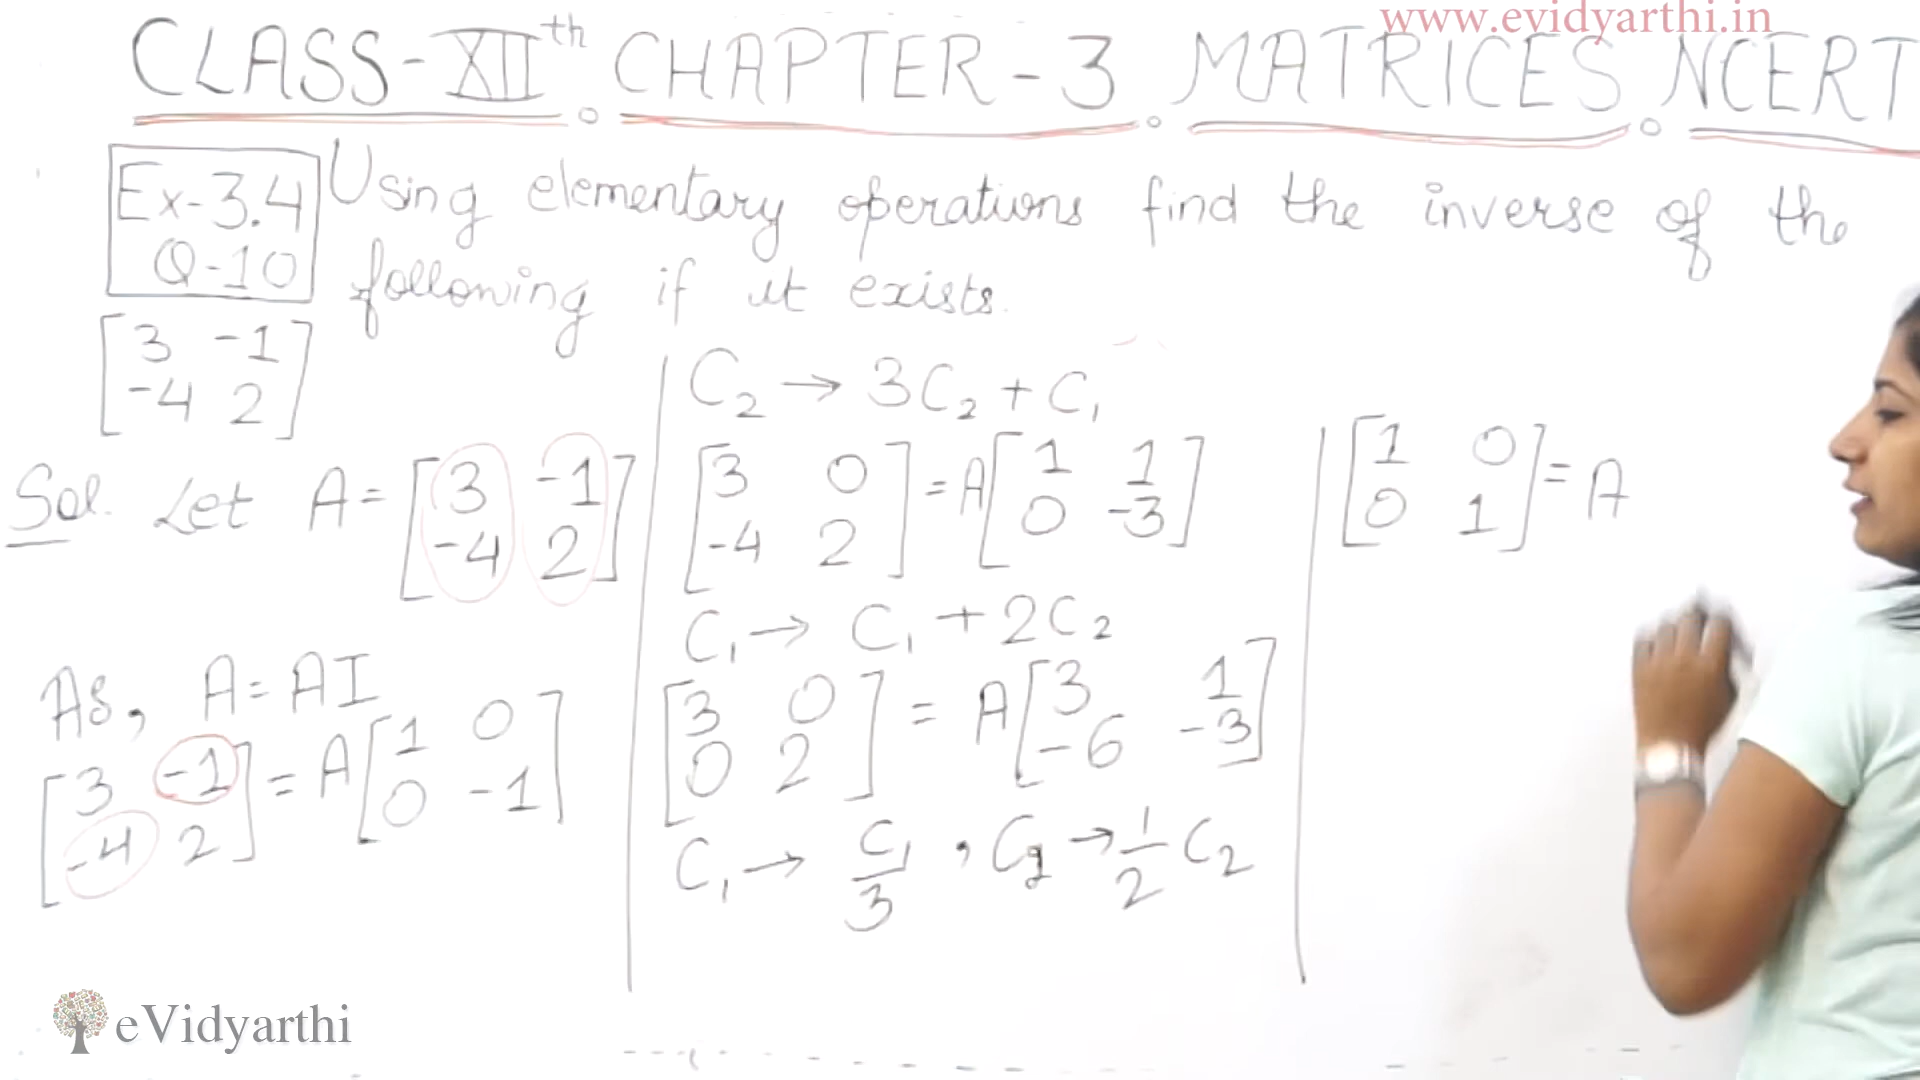 www.evidyarthi.in
CLASS-XIIth CHAPTER-3 MATRICES NCERT
Ex-3.4
Q-10
Using elementary operations find the inverse of the
following if it exists.
[3 -1
-4 2]
Sol. Let A = [3 -1
-4 2]
As, A = AI
[3 -1
-4 2] = A [1 0
0 -1]
C₂ → 3C₂ + C₁
[3 0
-4 2] = A [1 1
0 -3]
C₁ → C₁ + 2C₂
[3 0
0 2] = A [3 1
-6 -3]
C₁ → C₁/3 , C₂ → 1/2 C₂
[1 0
0 1] = A
eVidyarthi